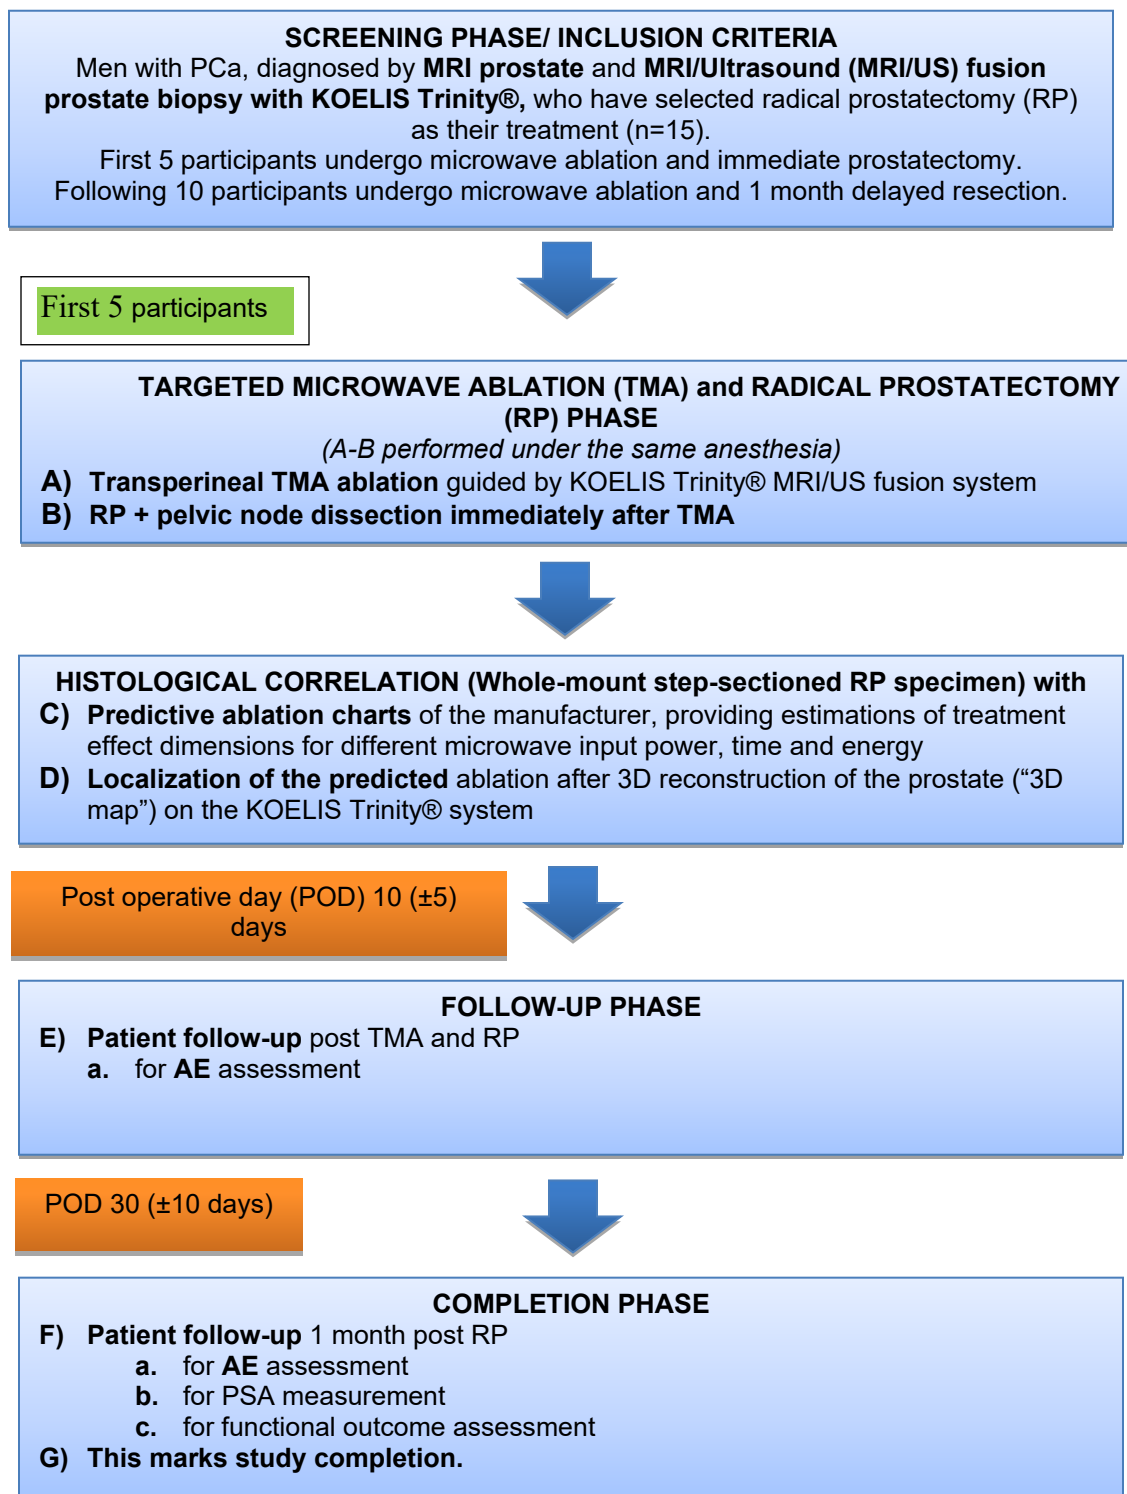 SCREENING PHASE/ INCLUSION CRITERIA
Men with PCa, diagnosed by MRI prostate and MRI/Ultrasound (MRI/US) fusion
prostate biopsy with KOELIS Trinity®, who have selected radical prostatectomy (RP)
as their treatment (n=15).
First 5 participants undergo microwave ablation and immediate prostatectomy.
Following 10 participants undergo microwave ablation and 1 month delayed resection.
First 5 participants
TARGETED MICROWAVE ABLATION (TMA) and RADICAL PROSTATECTOMY
(RP) PHASE
(A-B performed under the same anesthesia)
A) Transperineal TMA ablation guided by KOELIS Trinity® MRI/US fusion system
B) RP + pelvic node dissection immediately after TMA
HISTOLOGICAL CORRELATION (Whole-mount step-sectioned RP specimen) with
C) Predictive ablation charts of the manufacturer, providing estimations of treatment
effect dimensions for different microwave input power, time and energy
D) Localization of the predicted ablation after 3D reconstruction of the prostate (“3D
map”) on the KOELIS Trinity® system
Post operative day (POD) 10 (±5)
days
FOLLOW-UP PHASE
E) Patient follow-up post TMA and RP
a. for AE assessment
POD 30 (±10 days)
COMPLETION PHASE
F) Patient follow-up 1 month post RP
a. for AE assessment
b. for PSA measurement
c. for functional outcome assessment
G) This marks study completion.